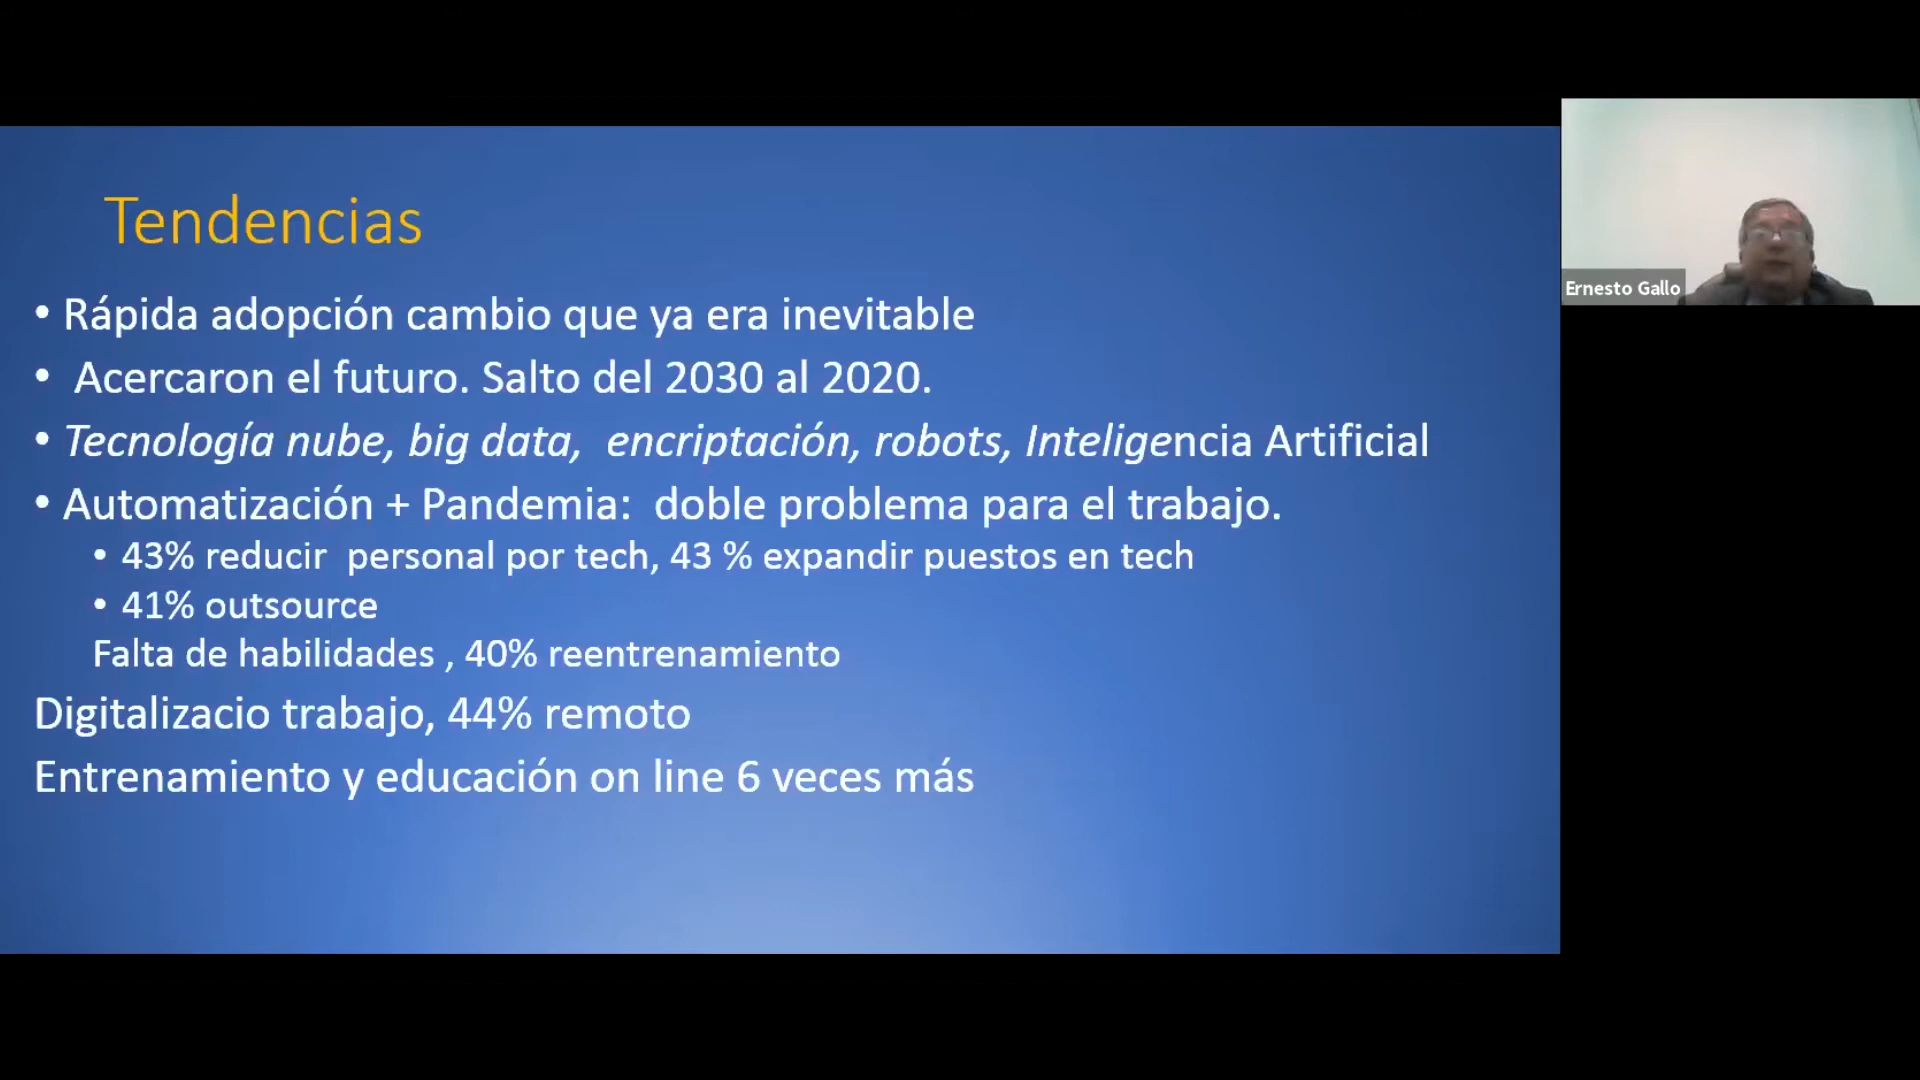 Tendencias
• Rápida adopción cambio que ya era inevitable
• Acercaron el futuro. Salto del 2030 al 2020.
• Tecnología nube, big data, encriptación, robots, Inteligencia Artificial
• Automatización + Pandemia: doble problema para el trabajo.
• 43% reducir personal por tech, 43 % expandir puestos en tech
• 41% outsource
Falta de habilidades , 40% reentrenamiento
Digitalizacio trabajo, 44% remoto
Entrenamiento y educación on line 6 veces más
Ernesto Gallo